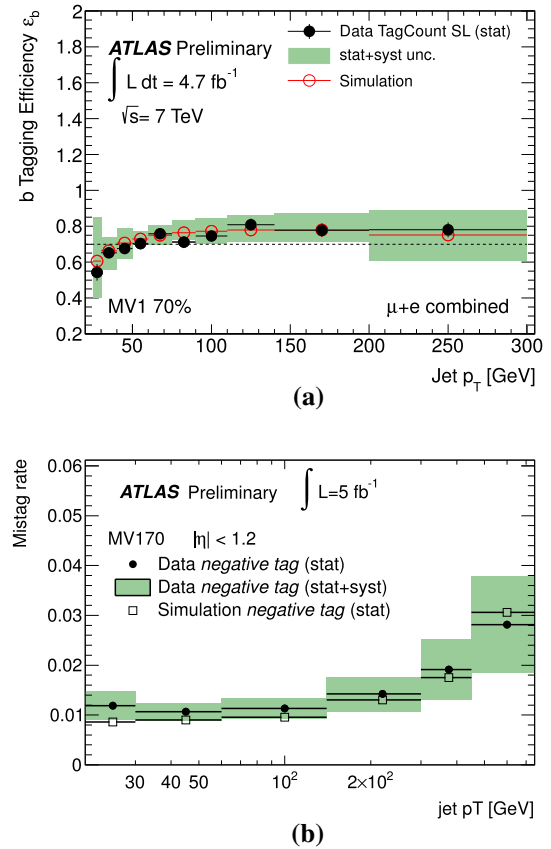 b Tagging Efficiency ε_b
2
1.8
1.6
1.4
1.2
1
0.8
0.6
0.4
0.2
ATLAS Preliminary
∫ L dt = 4.7 fb⁻¹
√s= 7 TeV
Data TagCount SL (stat)
stat+syst unc.
Simulation
MV1 70%
μ+e combined
50 100 150 200 250 300
Jet p_T [GeV]
(a)
Mistag rate
0.06
0.05
0.04
0.03
0.02
0.01
0
ATLAS Preliminary ∫ L=5 fb⁻¹
MV170 |η| < 1.2
Data negative tag (stat)
Data negative tag (stat+syst)
Simulation negative tag (stat)
30 40 50 10² 2×10²
jet pT [GeV]
(b)